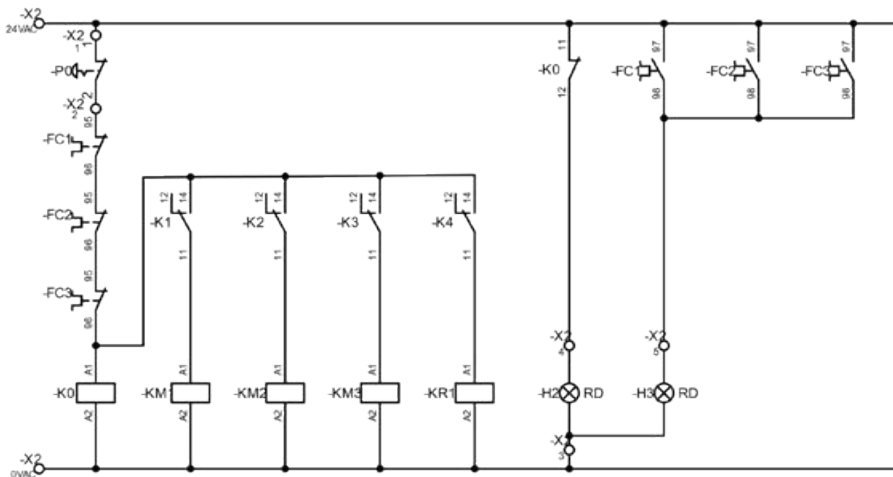 -X2
24VAC
-X2
1
1
-P0
2
-X2
2
95
-FC1
96
95
-FC2
96
95
-FC3
96
A1
-K0
A2
12
14
-K1
11
A1
-KM1
A2
12
14
-K2
11
A1
-KM2
A2
12
14
-K3
11
A1
-KM3
A2
12
14
-K4
11
A1
-KR1
A2
11
-K0
12
-X2
4
-H2 RD
-X2
3
97
-FC1
98
97
-FC2
98
97
-FC3
98
-X2
5
-H3 RD
-X2
0VAC